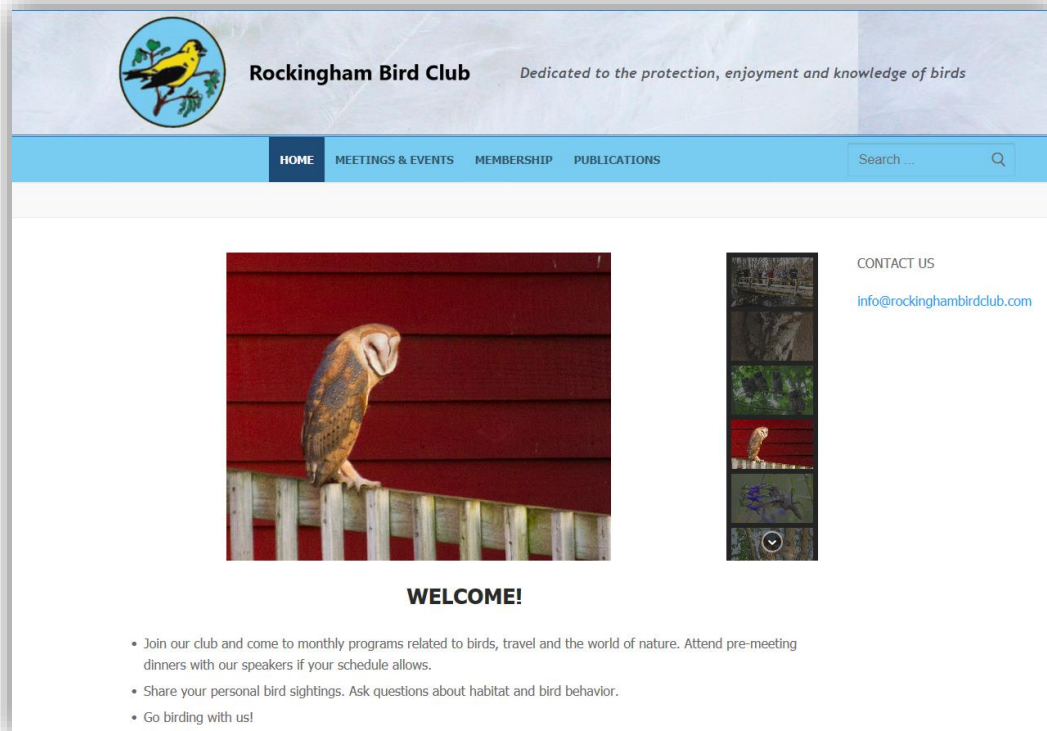 Rockingham Bird Club
Dedicated to the protection, enjoyment and knowledge of birds
HOME MEETINGS & EVENTS MEMBERSHIP PUBLICATIONS
Search ...
CONTACT US
info@rockinghambirdclub.com
WELCOME!
• Join our club and come to monthly programs related to birds, travel and the world of nature. Attend pre-meeting
dinners with our speakers if your schedule allows.
• Share your personal bird sightings. Ask questions about habitat and bird behavior.
• Go birding with us!